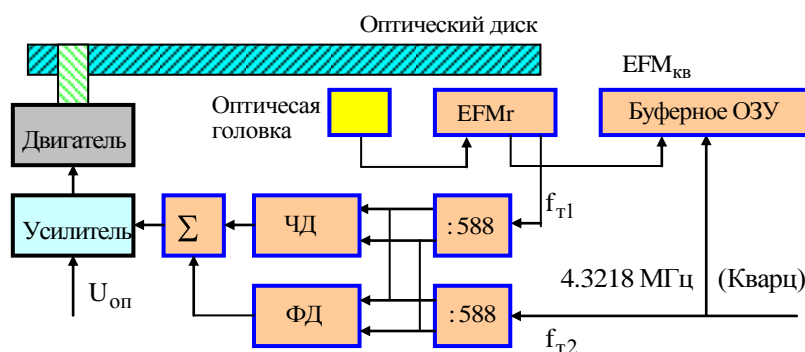 Оптический диск
EFMкв
Оптичесая
головка
EFMr
Буферное ОЗУ
Двигатель
fт1
Усилитель
Σ
ЧД
:588
4.3218 МГц (Кварц)
Uоп
ФД
:588
fт2